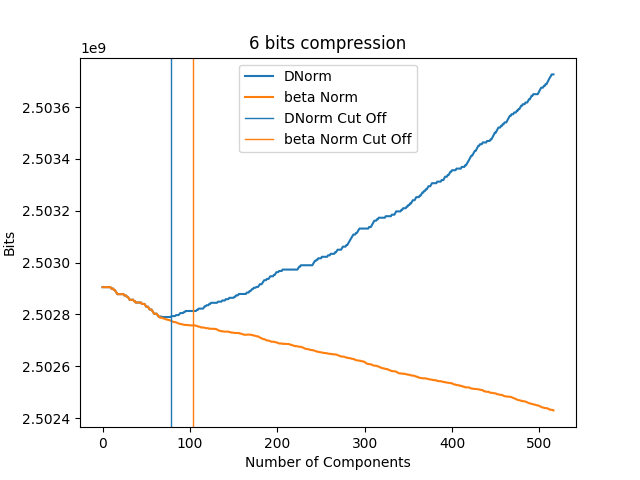 6 bits compression
1e9
DNorm
beta Norm
DNorm Cut Off
beta Norm Cut Off
2.5036
2.5034
2.5032
2.5030
2.5028
2.5026
2.5024
Bits
0 100 200 300 400 500
Number of Components